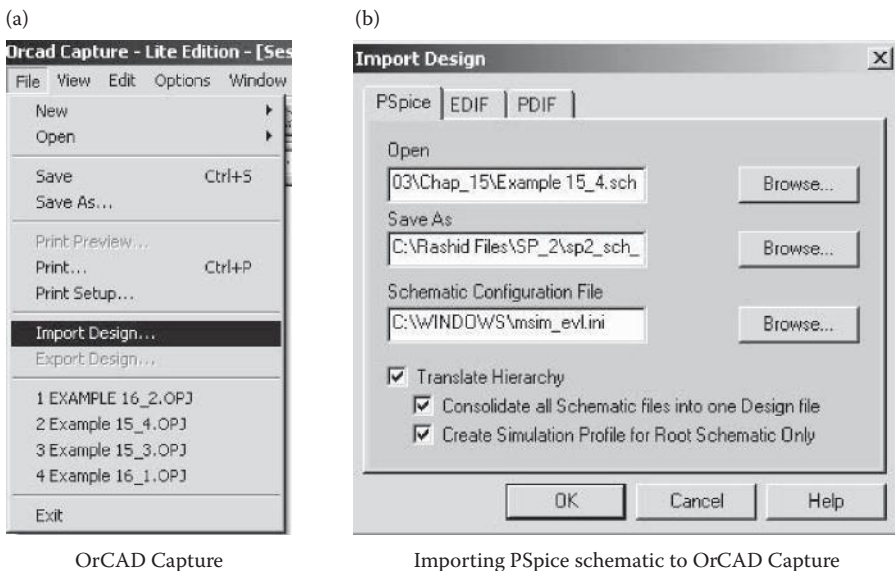 (a)
Orcad Capture - Lite Edition - [Ses
File View Edit Options Window
New
Open
Save Ctrl+S
Save As...
Print Preview...
Print... Ctrl+P
Print Setup...
Import Design...
Export Design...
1 EXAMPLE 16_2.OPJ
2 Example 15_4.OPJ
3 Example 15_3.OPJ
4 Example 16_1.OPJ
Exit
OrCAD Capture
(b)
Import Design
PSpice EDIF PDIF
Open
03\Chap_15\Example 15_4.sch Browse...
Save As
C:\Rashid Files\SP_2\sp2_sch_ Browse...
Schematic Configuration File
C:\WINDOWS\msim_evl.ini Browse...
Translate Hierarchy
Consolidate all Schematic files into one Design file
Create Simulation Profile for Root Schematic Only
OK Cancel Help
Importing PSpice schematic to OrCAD Capture